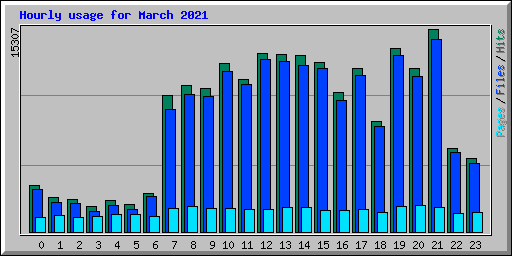 Hourly usage for March 2021
15307
Pages/Files/Hits
0 1 2 3 4 5 6 7 8 9 10 11 12 13 14 15 16 17 18 19 20 21 22 23